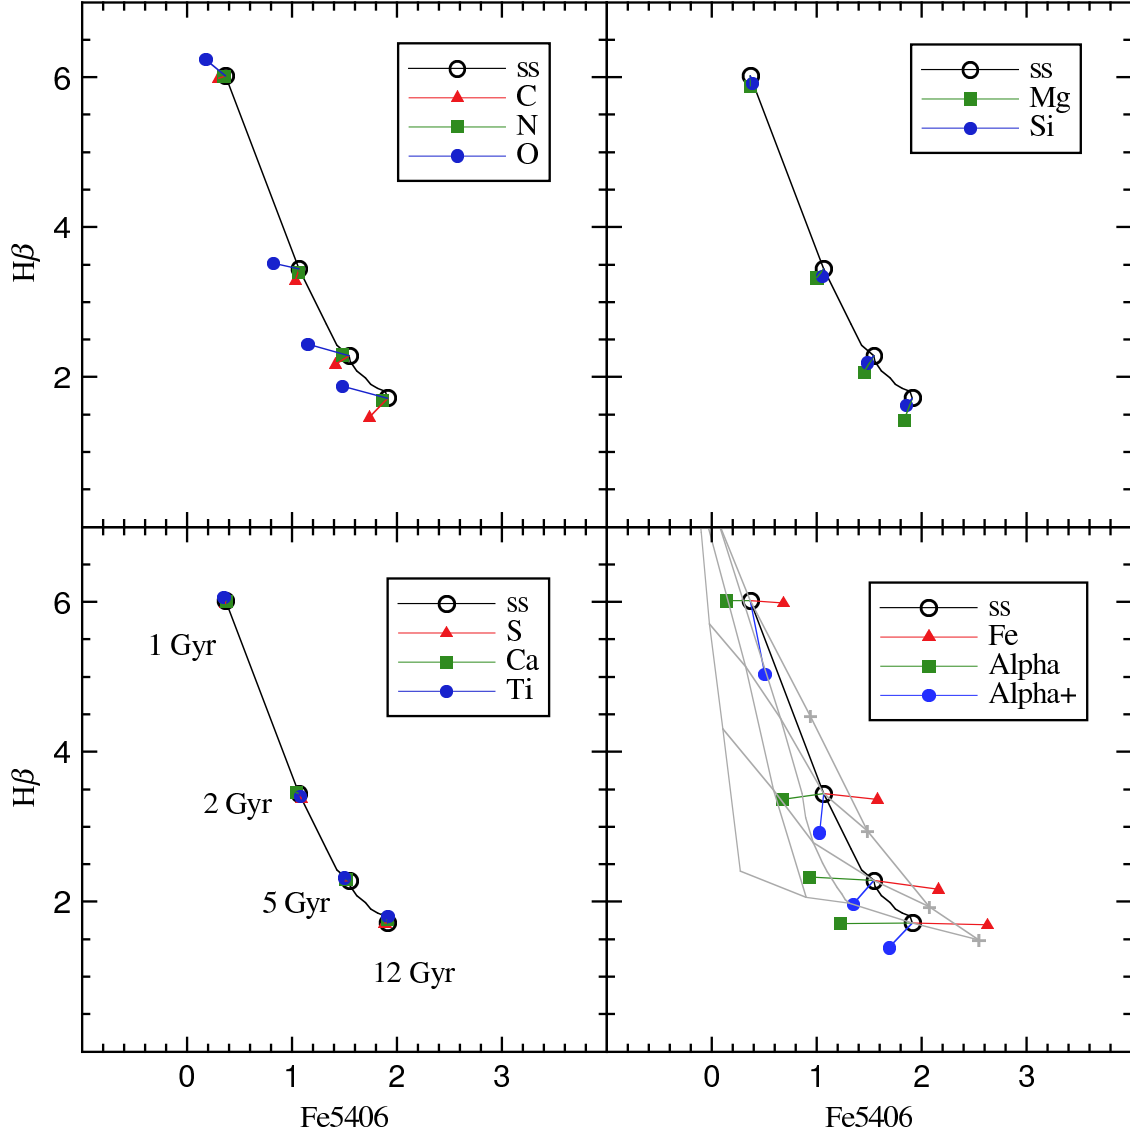 ss
C
N
O
ss
Mg
Si
6
4
2
Hβ
ss
S
Ca
Ti
1 Gyr
2 Gyr
5 Gyr
12 Gyr
ss
Fe
Alpha
Alpha+
6
4
2
Hβ
0 1 2 3
0 1 2 3
Fe5406
Fe5406